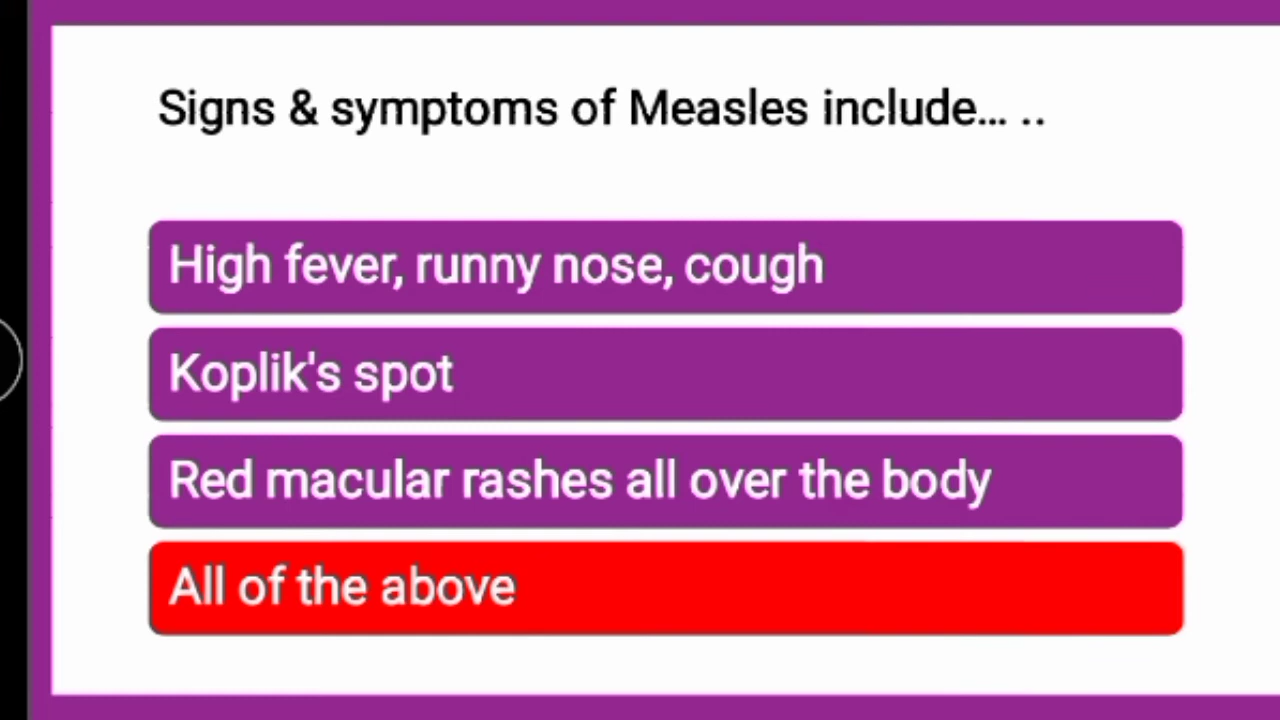 Signs & symptoms of Measles include... ..
High fever, runny nose, cough
Koplik's spot
Red macular rashes all over the body
All of the above